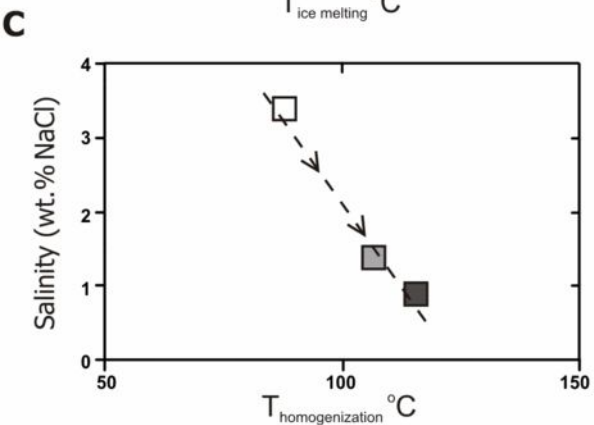 T ice melting °C
C
Salinity (wt.% NaCl)
4
3
2
1
0
50 100 150
T homogenization °C